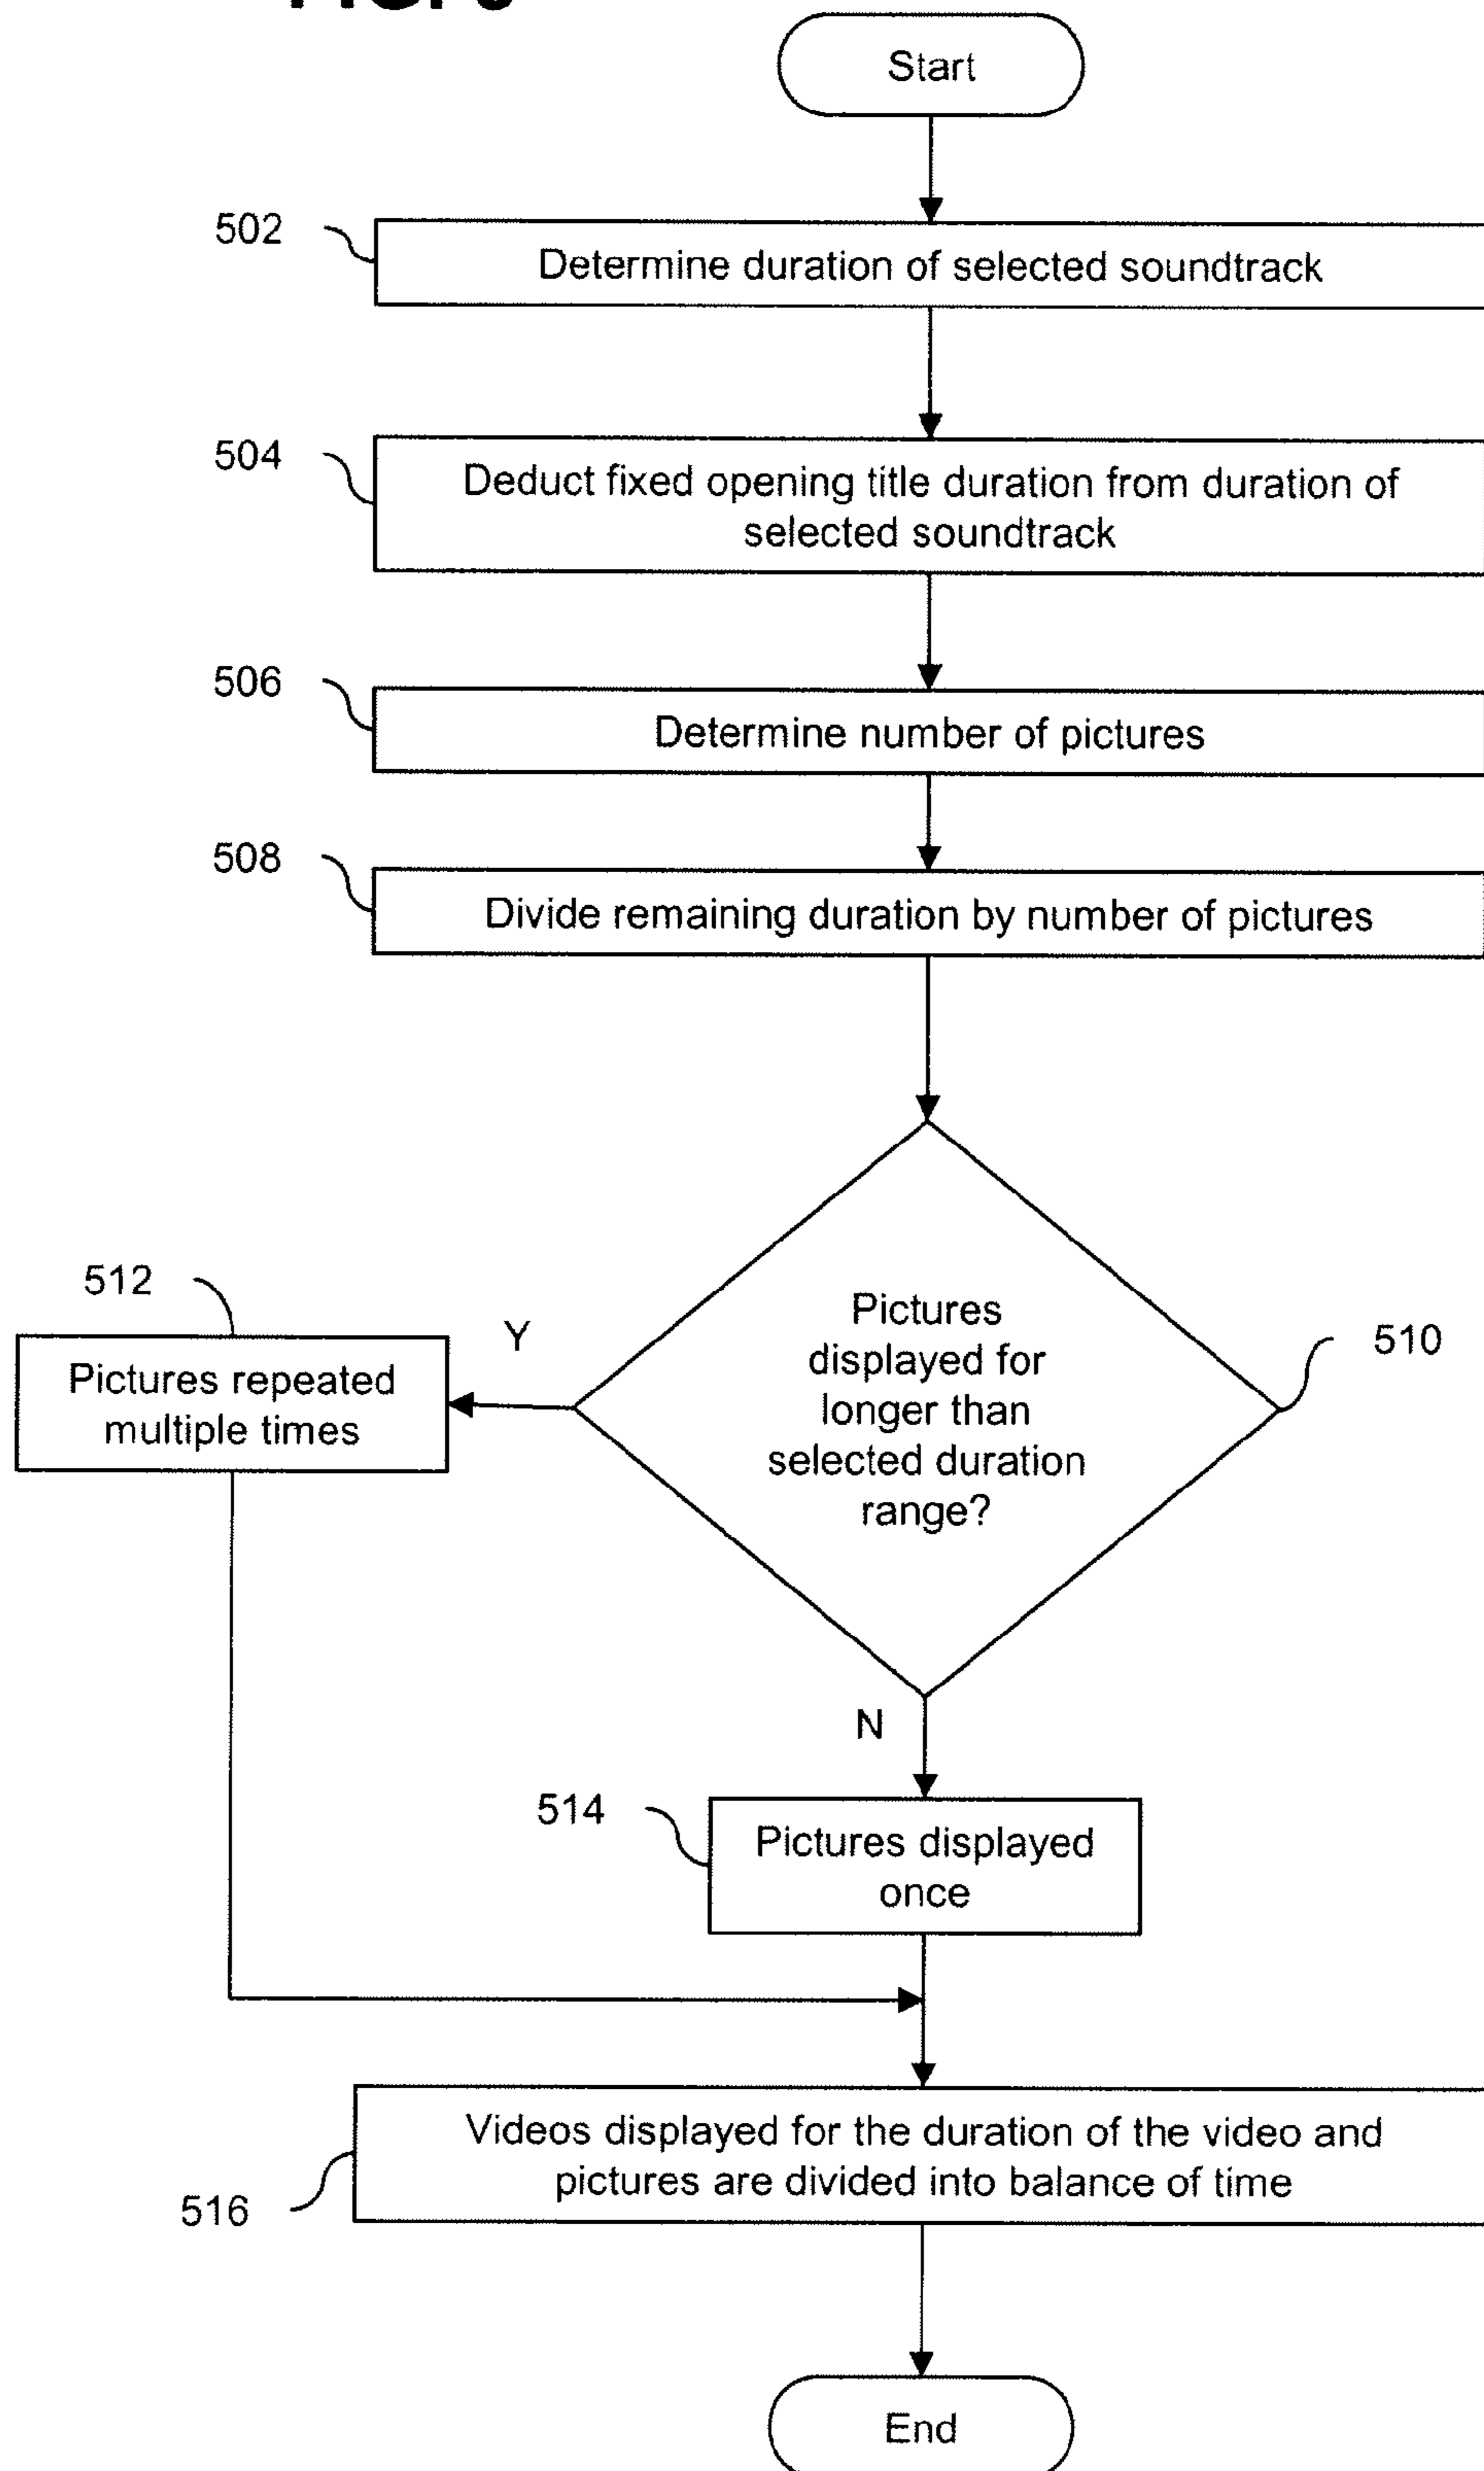 Start
502
Determine duration of selected soundtrack
504
Deduct fixed opening title duration from duration of
selected soundtrack
506
Determine number of pictures
508
Divide remaining duration by number of pictures
510
Pictures
displayed for
longer than
selected duration
range?
Y
512
Pictures repeated
multiple times
N
514
Pictures displayed
once
516
Videos displayed for the duration of the video and
pictures are divided into balance of time
End